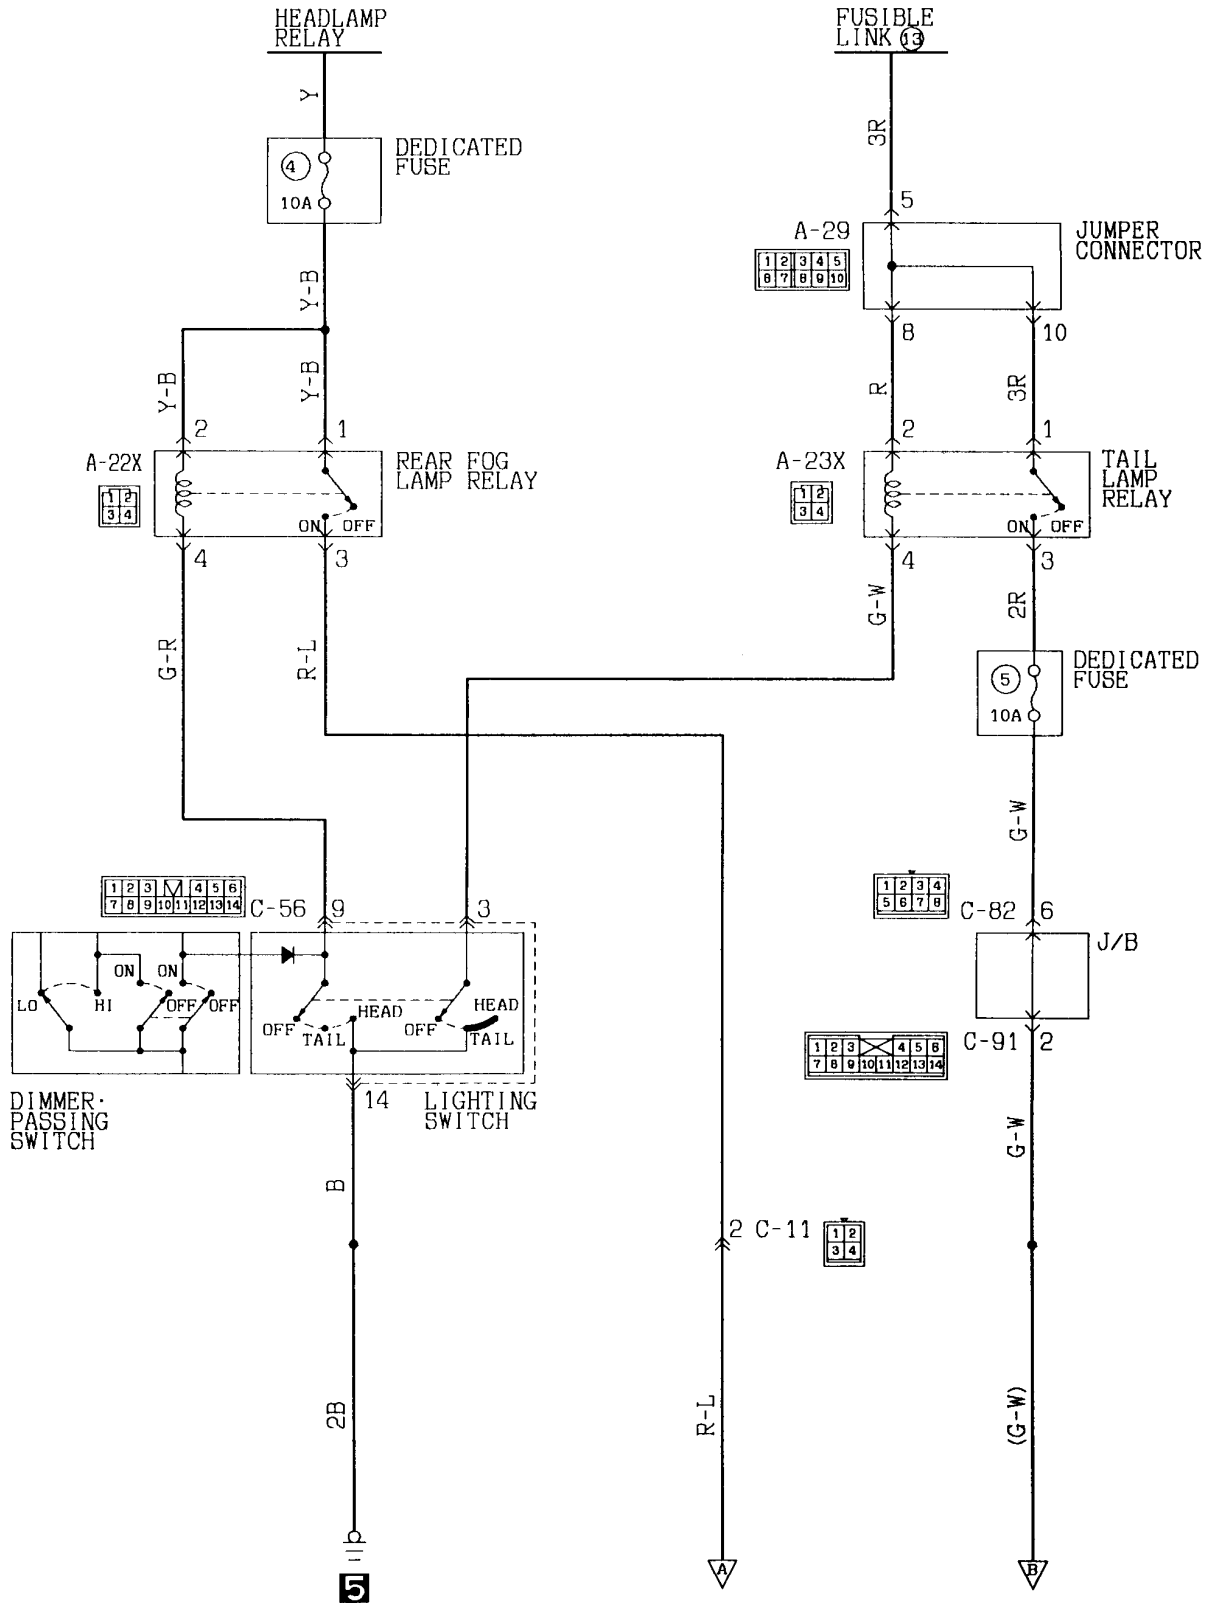 HEADLAMP
RELAY
FUSIBLE
LINK 13
Y
3R
4
10A
DEDICATED
FUSE
5
A-29
JUMPER
CONNECTOR
1 2 3 4 5
6 7 8 9 10
Y-B
8
10
Y-B
Y-B
R
3R
2
1
2
1
A-22X
REAR FOG
LAMP RELAY
A-23X
TAIL
LAMP
RELAY
1 2
3 4
ON OFF
1 2
3 4
ON OFF
4
3
4
3
G-R
R-L
G-W
2R
5
10A
DEDICATED
FUSE
G-W
1 2 3 4 5 6
7 8 9 10 11 12 13 14
C-56
9
3
1 2 3 4
5 6 7 8
C-82
6
J/B
LO
HI
ON
ON
OFF
OFF
OFF
TAIL
HEAD
OFF
HEAD
TAIL
1 2 3 4 5 6
7 8 9 10 11 12 13 14
C-91
2
DIMMER·
PASSING
SWITCH
14
LIGHTING
SWITCH
B
G-W
2
C-11
1 2
3 4
2B
R-L
(G-W)
5
A
B